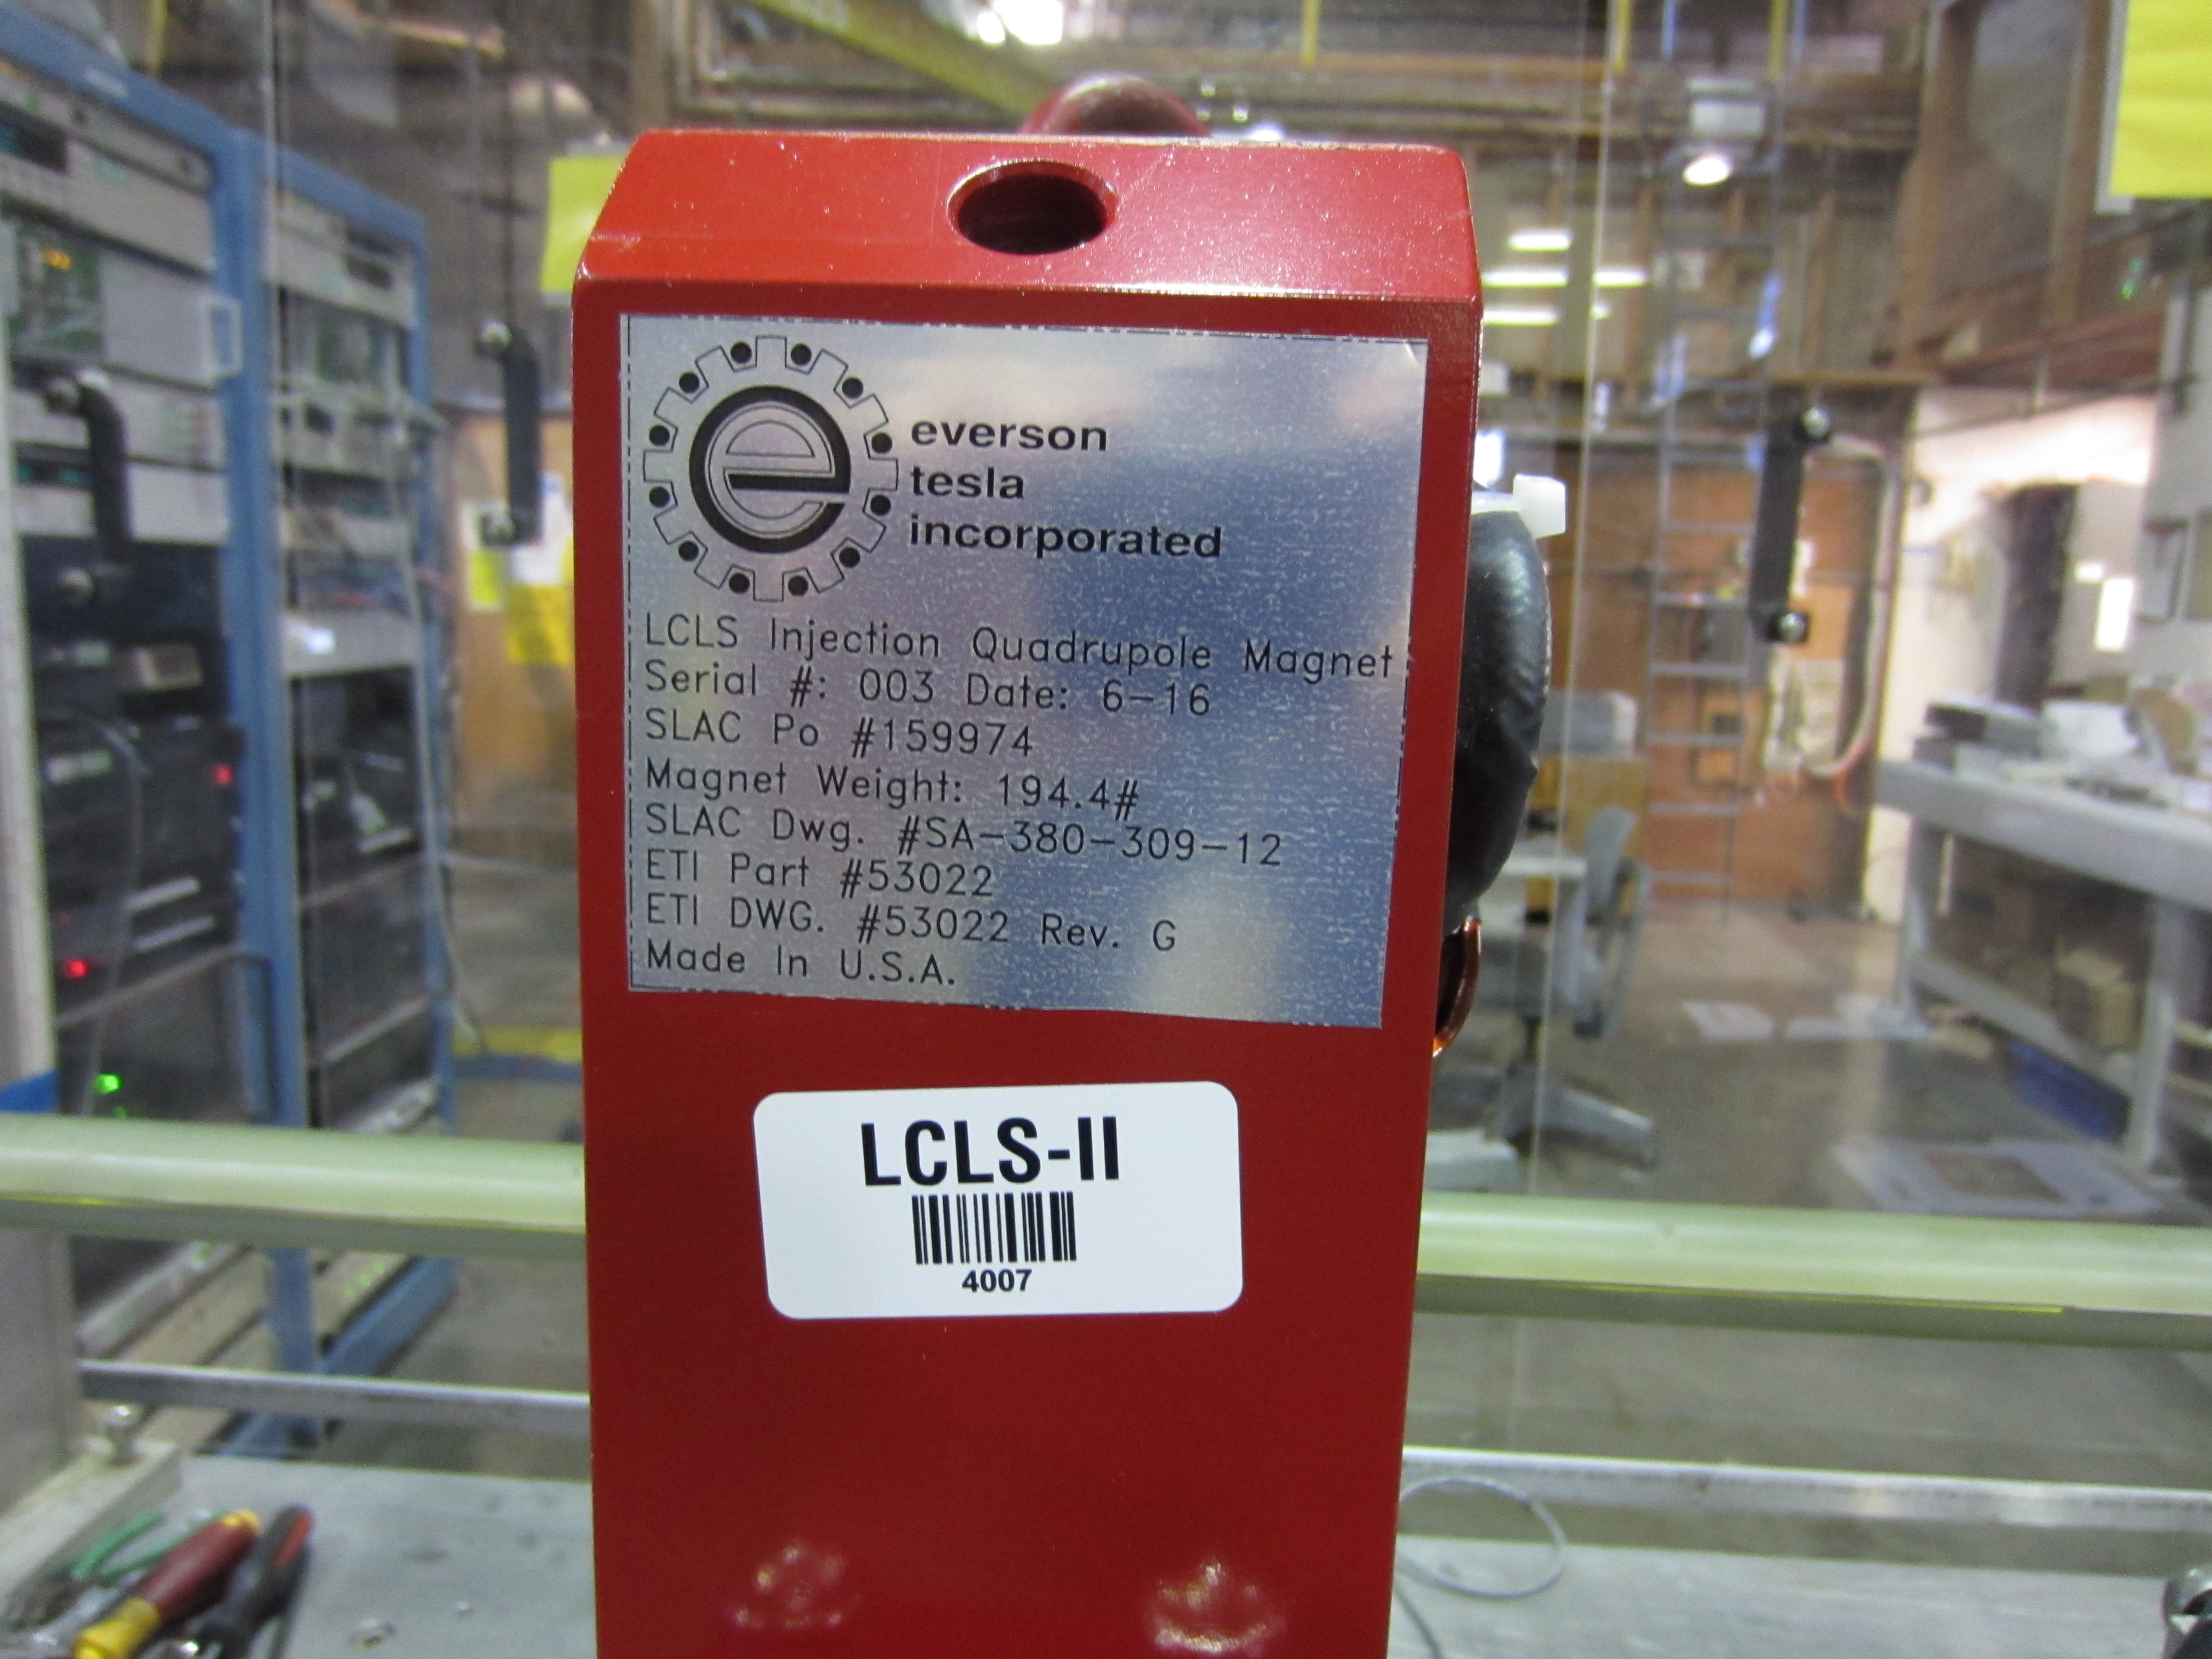 everson
tesla
incorporated
LCLS Injection Quadrupole Magnet
Serial #: 003 Date: 6-16
SLAC Po #159974
Magnet Weight: 194.4#
SLAC Dwg. #SA-380-309-12
ETI Part #53022
ETI DWG. #53022 Rev. G
Made In U.S.A.
LCLS-II
4007